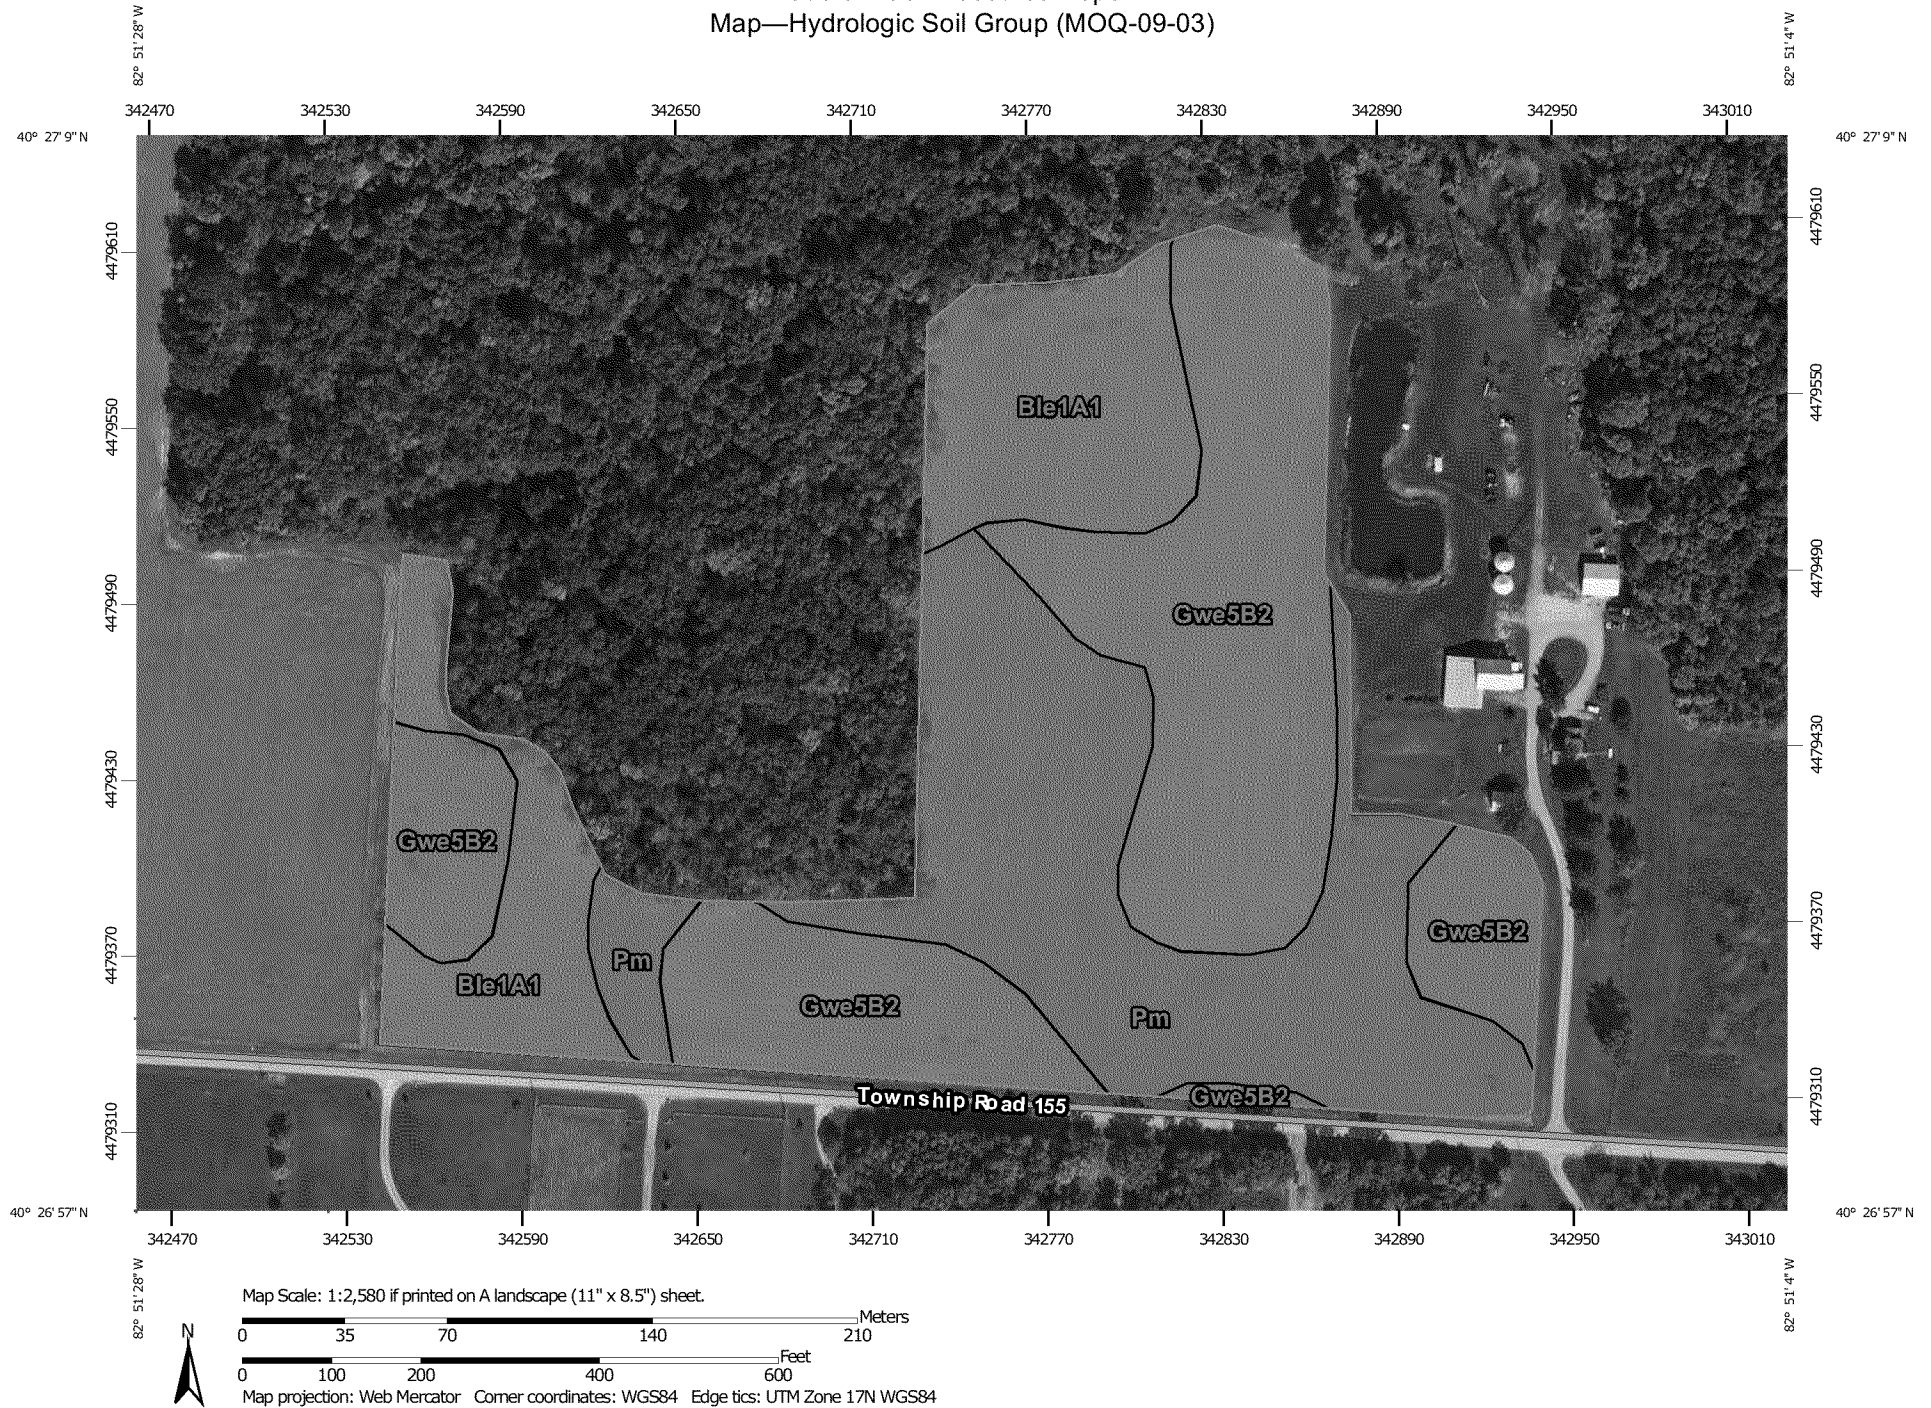 Map—Hydrologic Soil Group (MOQ-09-03)
82° 51' 28" W
82° 51' 4" W
342470 342530 342590 342650 342710 342770 342830 342890 342950 343010
40° 27' 9" N
40° 27' 9" N
4479610
4479610
4479550
4479550
4479490
4479490
4479430
4479430
4479370
4479370
4479310
4479310
Ble1A1
Gwe5B2
Gwe5B2
Gwe5B2
Pm
Ble1A1
Gwe5B2
Pm
Gwe5B2
Township Road 155
40° 26' 57" N
40° 26' 57" N
342470 342530 342590 342650 342710 342770 342830 342890 342950 343010
82° 51' 28" W
82° 51' 4" W
Map Scale: 1:2,580 if printed on A landscape (11" x 8.5") sheet.
Meters
0 35 70 140 210
Feet
0 100 200 400 600
N
Map projection: Web Mercator Corner coordinates: WGS84 Edge tics: UTM Zone 17N WGS84